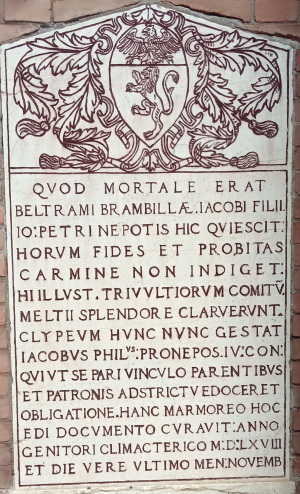 QVOD MORTALE ERAT
BELTRAMI BRAMBILLÆ. IACOBI FILII.
IO: PETRI NEPOTIS HIC QVIESCIT.
HORVM FIDES ET PROBITAS
CARMINE NON INDIGET.
HI ILLVST. TRIVVLTIORVM COMITṼ,
MELTII SPLENDORE CLARVERVNT.
CLYPEVM HVNC NVNC GESTAT
IACOBUS PHILVS: PRONEPOS. IV: CON:
QVI VT SE PARI VINCVLO PARENTIBVS
ET PATRONIS ADSTRICTV EDOCERET
OBLIGATIONE. HANC MARMOREO HOC
EDI DOCVMENTO CVRAVIT: ANNO
GENITORI CLIMACTERICO M:D:LXVIII
ET DIE VERE VLTIMO MEN: NOVEMB